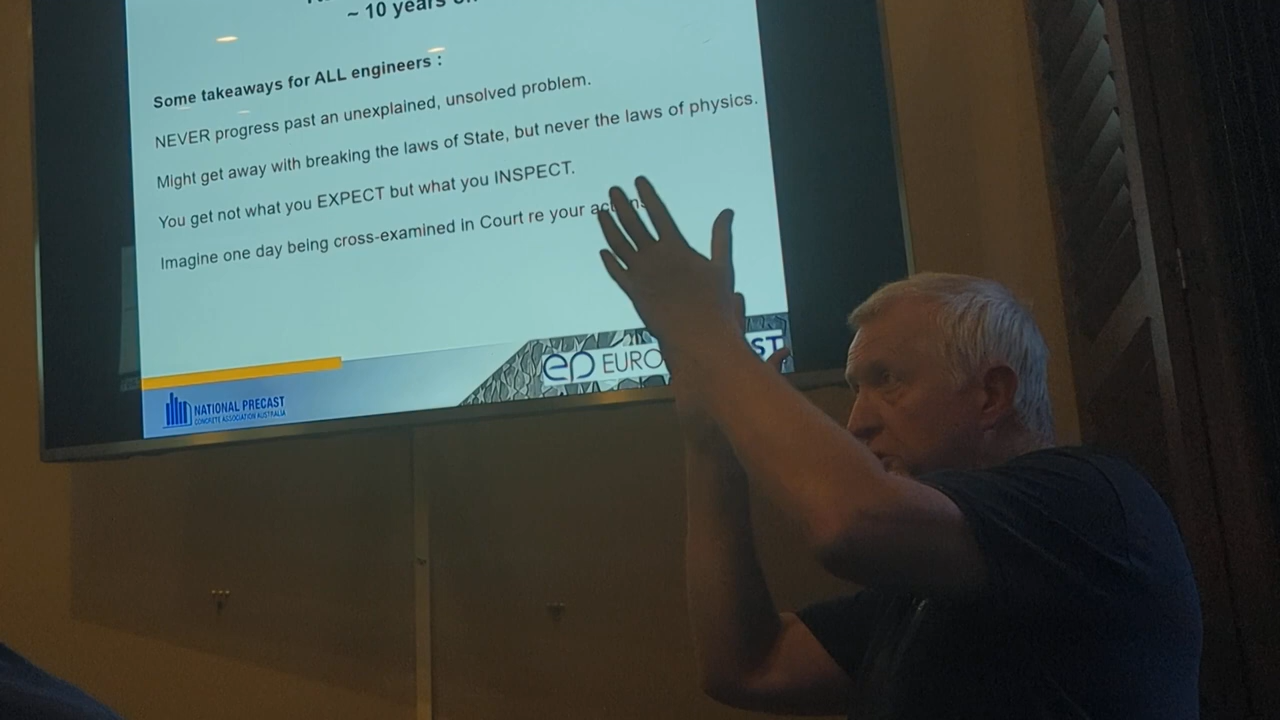 ~ 10 years
Some takeaways for ALL engineers :
NEVER progress past an unexplained, unsolved problem.
Might get away with breaking the laws of State, but never the laws of physics.
You get not what you EXPECT but what you INSPECT.
Imagine one day being cross-examined in Court re your
ep EURO
NATIONAL PRECAST
CONCRETE ASSOCIATION AUSTRALIA